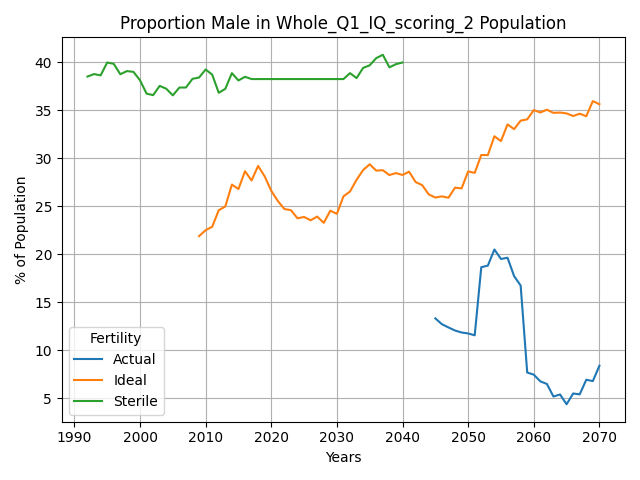 Proportion Male in Whole_Q1_IQ_scoring_2 Population
% of Population
40
35
30
25
20
15
10
5
Fertility
Actual
Ideal
Sterile
1990 2000 2010 2020 2030 2040 2050 2060 2070
Years